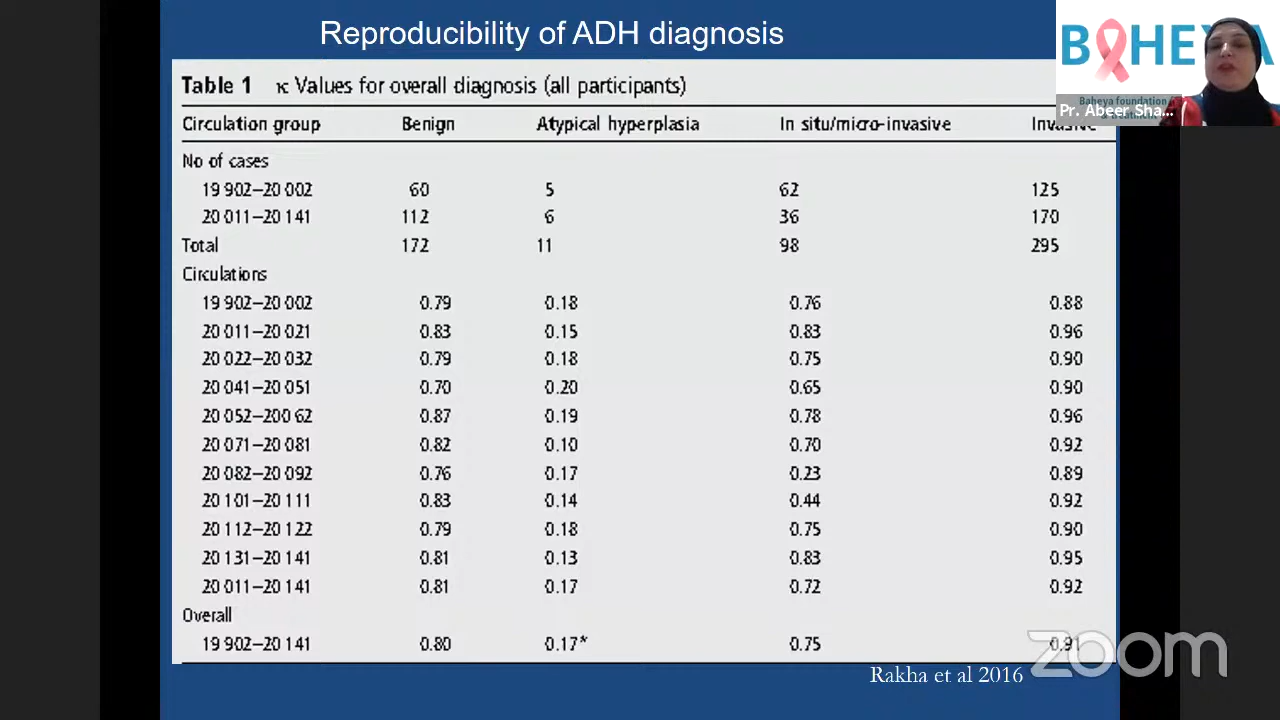 Reproducibility of ADH diagnosis
BAHEYA
Baheya foundation
Pr. Abeer Sha...
Table 1 κ Values for overall diagnosis (all participants)
Circulation group Benign Atypical hyperplasia In situ/micro-invasive Invasive
No of cases
19 902–20 002 60 5 62 125
20 011–20 141 112 6 36 170
Total 172 11 98 295
Circulations
19 902–20 002 0.79 0.18 0.76 0.88
20 011–20 021 0.83 0.15 0.83 0.96
20 022–20 032 0.79 0.18 0.75 0.90
20 041–20 051 0.70 0.20 0.65 0.90
20 052–200 62 0.87 0.19 0.78 0.96
20 071–20 081 0.82 0.10 0.70 0.92
20 082–20 092 0.76 0.17 0.23 0.89
20 101–20 111 0.83 0.14 0.44 0.92
20 112–20 122 0.79 0.18 0.75 0.90
20 131–20 141 0.81 0.13 0.83 0.95
20 011–20 141 0.81 0.17 0.72 0.92
Overall
19 902–20 141 0.80 0.17* 0.75 0.91
Rakha et al 2016
zoom